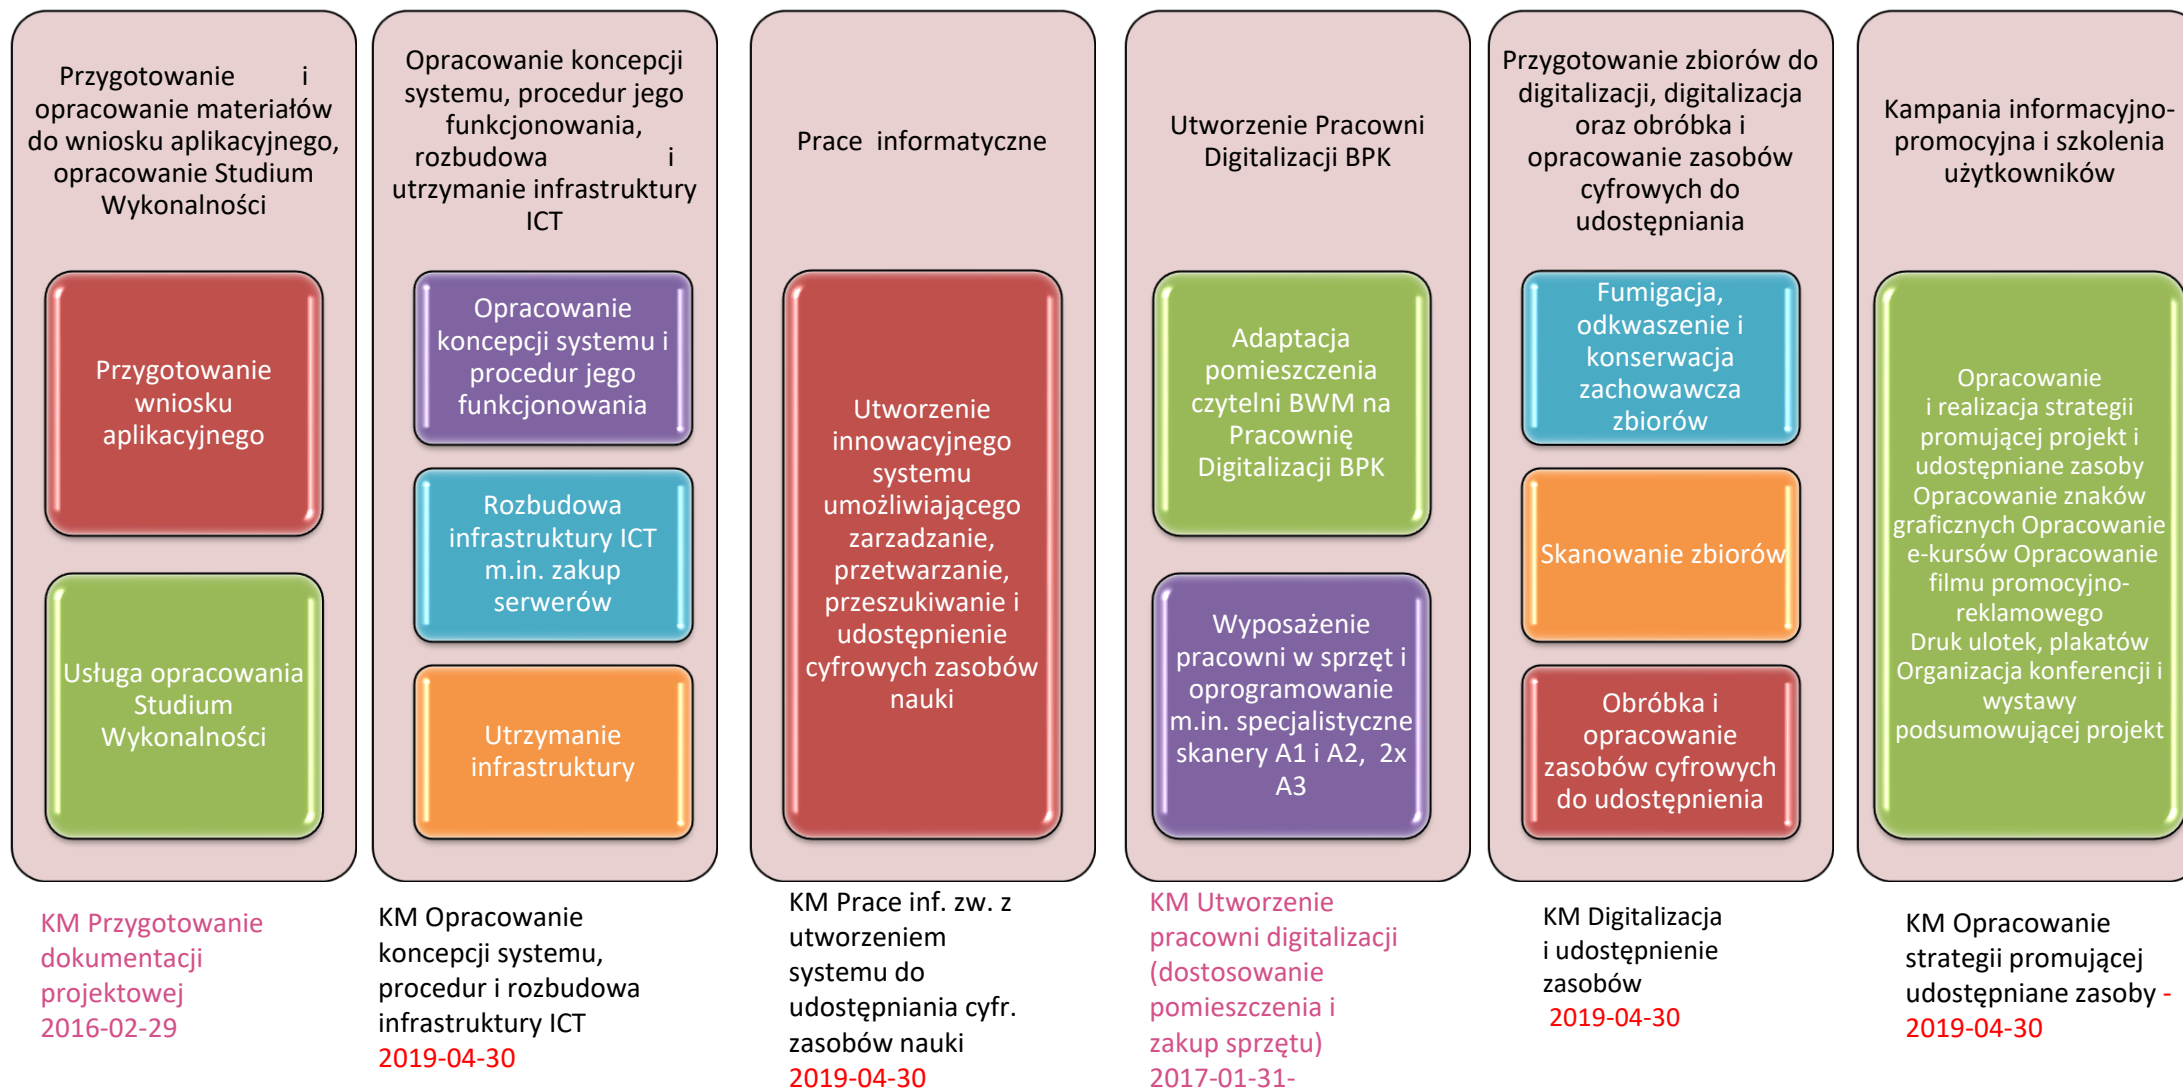 Przygotowanie i
opracowanie materiałów
do wniosku aplikacyjnego,
opracowanie Studium
Wykonalności
Przygotowanie
wniosku
aplikacyjnego
Usługa opracowania
Studium
Wykonalności
KM Przygotowanie
dokumentacji
projektowej
2016-02-29
Opracowanie koncepcji
systemu, procedur jego
funkcjonowania,
rozbudowa i
utrzymanie infrastruktury
ICT
Opracowanie
koncepcji systemu i
procedur jego
funkcjonowania
Rozbudowa
infrastruktury ICT
m.in. zakup
serwerów
Utrzymanie
infrastruktury
KM Opracowanie
koncepcji systemu,
procedur i rozbudowa
infrastruktury ICT
2019-04-30
Prace informatyczne
Utworzenie
innowacyjnego
systemu
umożliwiającego
zarzadzanie,
przetwarzanie,
przeszukiwanie i
udostępnienie
cyfrowych zasobów
nauki
KM Prace inf. zw. z
utworzeniem
systemu do
udostępniania cyfr.
zasobów nauki
2019-04-30
Utworzenie Pracowni
Digitalizacji BPK
Adaptacja
pomieszczenia
czytelni BWM na
Pracownię
Digitalizacji BPK
Wyposażenie
pracowni w sprzęt i
oprogramowanie
m.in. specjalistyczne
skanery A1 i A2, 2x
A3
KM Utworzenie
pracowni digitalizacji
(dostosowanie
pomieszczenia i
zakup sprzętu)
2017-01-31-
Przygotowanie zbiorów do
digitalizacji, digitalizacja
oraz obróbka i
opracowanie zasobów
cyfrowych do
udostępniania
Fumigacja,
odkwaszenie i
konserwacja
zachowawcza
zbiorów
Skanowanie zbiorów
Obróbka i
opracowanie
zasobów cyfrowych
do udostępnienia
KM Digitalizacja
i udostępnienie
zasobów
2019-04-30
Kampania informacyjno-
promocyjna i szkolenia
użytkowników
Opracowanie
i realizacja strategii
promującej projekt i
udostępniane zasoby
Opracowanie znaków
graficznych Opracowanie
e-kursów Opracowanie
filmu promocyjno-
reklamowego
Druk ulotek, plakatów
Organizacja konferencji i
wystawy
podsumowującej projekt
KM Opracowanie
strategii promującej
udostępniane zasoby -
2019-04-30